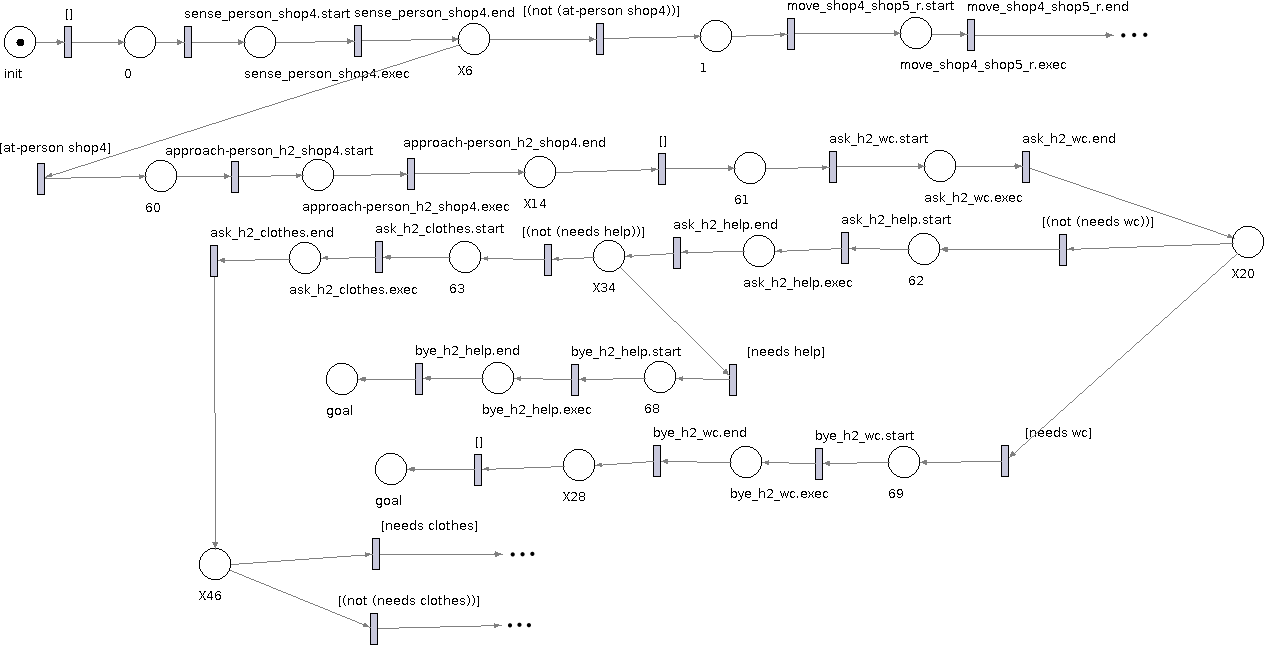 []
sense_person_shop4.start
sense_person_shop4.end
[(not (at-person shop4))]
move_shop4_shop5_r.start
move_shop4_shop5_r.end
init
0
sense_person_shop4.exec
X6
1
move_shop4_shop5_r.exec
[at-person shop4]
approach-person_h2_shop4.start
approach-person_h2_shop4.end
[]
ask_h2_wc.start
ask_h2_wc.end
60
approach-person_h2_shop4.exec
X14
61
ask_h2_wc.exec
ask_h2_clothes.end
ask_h2_clothes.start
[(not (needs help))]
ask_h2_help.end
ask_h2_help.start
[(not (needs wc))]
ask_h2_clothes.exec
63
X34
ask_h2_help.exec
62
X20
bye_h2_help.end
bye_h2_help.start
[needs help]
goal
bye_h2_help.exec
68
[]
bye_h2_wc.end
bye_h2_wc.start
[needs wc]
goal
X28
bye_h2_wc.exec
69
[needs clothes]
X46
[(not (needs clothes))]